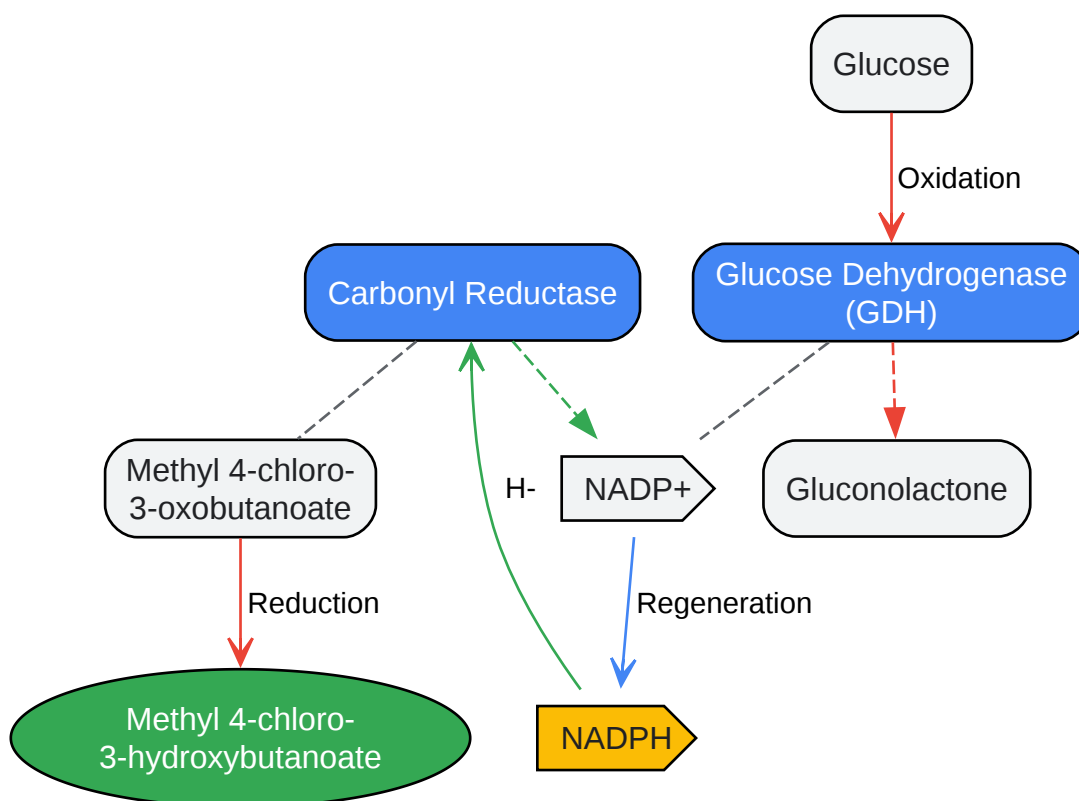 Glucose
Oxidation
Carbonyl Reductase
Glucose Dehydrogenase
(GDH)
Methyl 4-chloro-
3-oxobutanoate
H-
NADP+
Gluconolactone
Reduction
Regeneration
Methyl 4-chloro-
3-hydroxybutanoate
NADPH